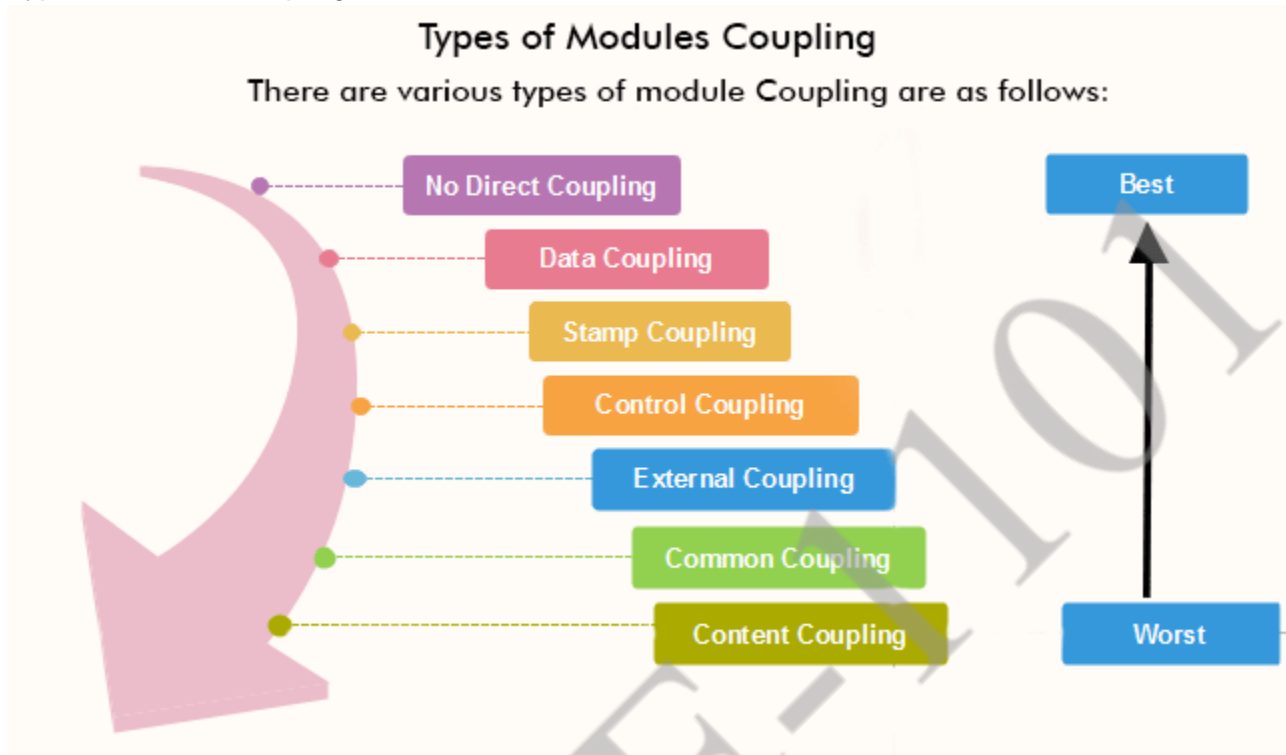 Types of Modules Coupling
There are various types of module Coupling are as follows:
No Direct Coupling
Best
Data Coupling
Stamp Coupling
Control Coupling
External Coupling
Common Coupling
Content Coupling
Worst